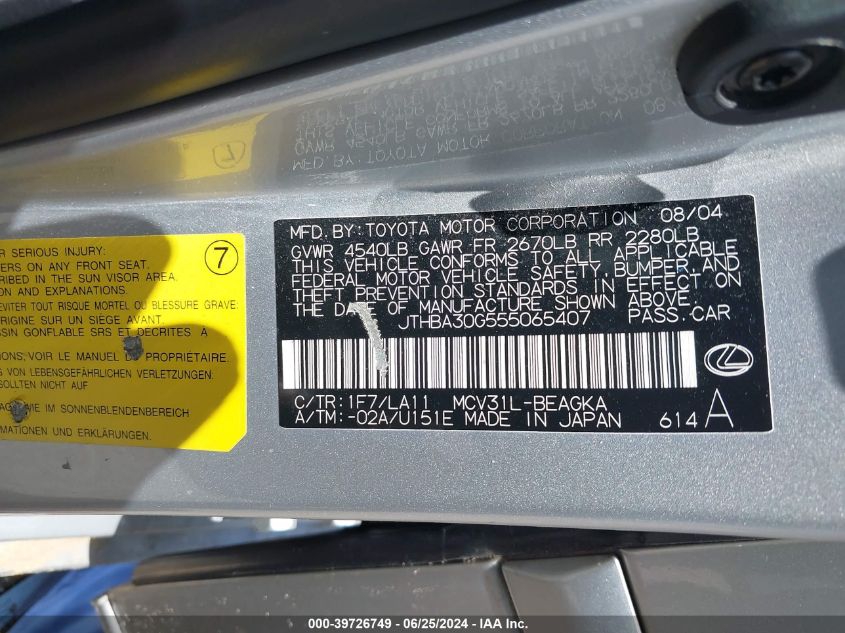 MFD. BY: TOYOTA MOTOR CORPORATION 08/04
GVWR 4540LB GAWR FR 2670LB RR 2280LB
THIS VEHICLE CONFORMS TO ALL APPLICABLE
FEDERAL MOTOR VEHICLE SAFETY, BUMPER, AND
THEFT PREVENTION STANDARDS IN EFFECT ON
THE DATE OF MANUFACTURE SHOWN ABOVE.
JTHBA30G555065407 PASS. CAR
C/TR: 1F7/LA11 MCV31L-BEAGKA
A/TM: -02A/U151E MADE IN JAPAN 614 A
7
SERIOUS INJURY:
ON ANY FRONT SEAT.
IN THE SUN VISOR AREA.
AND EXPLANATIONS.
EVITER TOUT RISQUE MORTEL OU BLESSURE GRAVE
ORIGINE SUR UN SIÈGE AVANT.
GONFLABLE SRS ET DECRITES A
VOIR LE MANUEL DU PROPRIÉTAIRE.
VON LEBENSGEFÄHRLICHEN VERLETZUNGEN:
SOLLTEN NICHT AUF
IM SONNENBLENDENBEREICH
UND ERKLÄRUNGEN
000-39726749 - 06/25/2024 - IAA Inc.